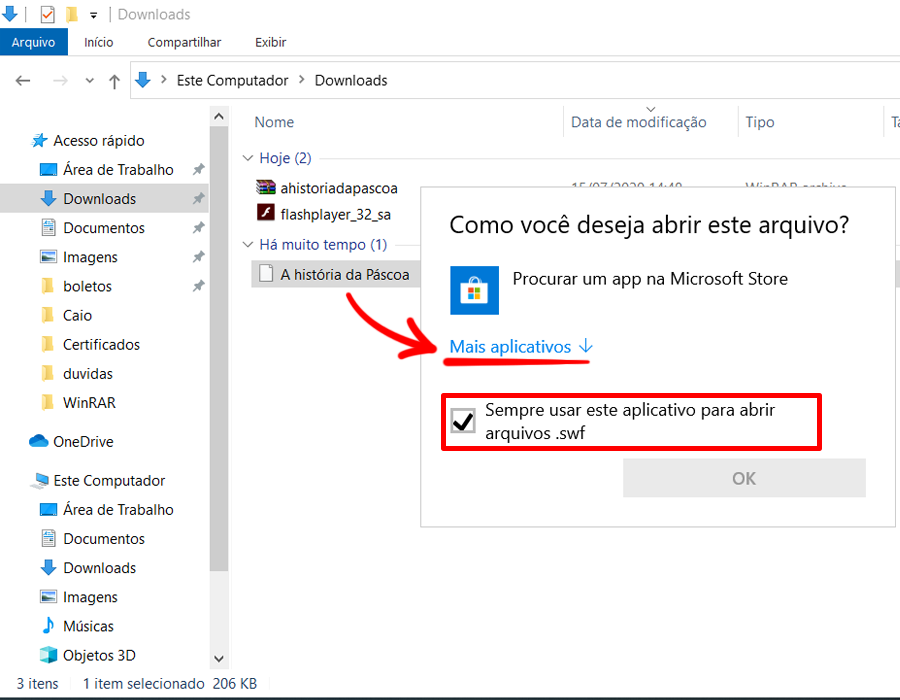 Downloads
Arquivo Início Compartilhar Exibir
Este Computador Downloads
Nome Data de modificação Tipo
Acesso rápido
Área de Trabalho
Downloads
Documentos
Imagens
boletos
Caio
Certificados
duvidas
WinRAR
OneDrive
Este Computador
Área de Trabalho
Documentos
Downloads
Imagens
Músicas
Objetos 3D
Hoje (2)
ahistoriadapascoa 15/07/2020 14:48 WinRAR archive
flashplayer_32_sa
Há muito tempo (1)
A história da Páscoa
Como você deseja abrir este arquivo?
Procurar um app na Microsoft Store
Mais aplicativos
Sempre usar este aplicativo para abrir
arquivos .swf
OK
3 itens 1 item selecionado 206 KB